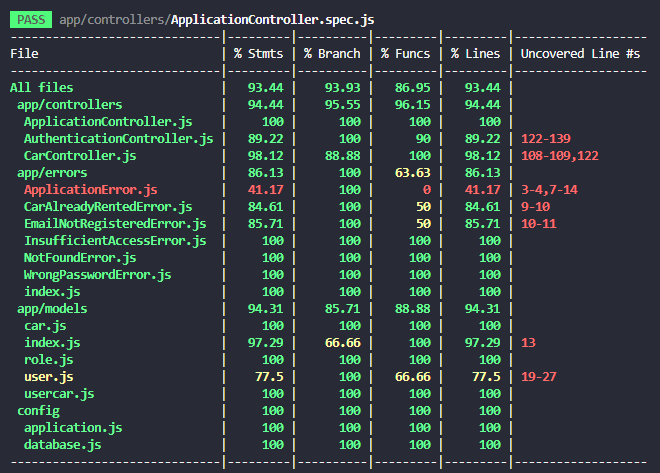 PASS app/controllers/ApplicationController.spec.js
------------------------------|---------|----------|---------|---------|-------------------
File                          | % Stmts | % Branch | % Funcs | % Lines | Uncovered Line #s
------------------------------|---------|----------|---------|---------|-------------------
All files                     |   93.44 |    93.93 |   86.95 |   93.44 |
 app/controllers              |   94.44 |    95.55 |   96.15 |   94.44 |
  ApplicationController.js    |     100 |      100 |     100 |     100 |
  AuthenticationController.js |   89.22 |      100 |      90 |   89.22 | 122-139
  CarController.js            |   98.12 |    88.88 |     100 |   98.12 | 108-109,122
 app/errors                   |   86.13 |      100 |   63.63 |   86.13 |
  ApplicationError.js         |   41.17 |      100 |       0 |   41.17 | 3-4,7-14
  CarAlreadyRentedError.js    |   84.61 |      100 |      50 |   84.61 | 9-10
  EmailNotRegisteredError.js  |   85.71 |      100 |      50 |   85.71 | 10-11
  InsufficientAccessError.js  |     100 |      100 |     100 |     100 |
  NotFoundError.js            |     100 |      100 |     100 |     100 |
  WrongPasswordError.js       |     100 |      100 |     100 |     100 |
  index.js                    |     100 |      100 |     100 |     100 |
 app/models                   |   94.31 |    85.71 |   88.88 |   94.31 |
  car.js                      |     100 |      100 |     100 |     100 |
  index.js                    |   97.29 |    66.66 |     100 |   97.29 | 13
  role.js                     |     100 |      100 |     100 |     100 |
  user.js                     |    77.5 |      100 |   66.66 |    77.5 | 19-27
  usercar.js                  |     100 |      100 |     100 |     100 |
 config                       |     100 |      100 |     100 |     100 |
  application.js              |     100 |      100 |     100 |     100 |
  database.js                 |     100 |      100 |     100 |     100 |
------------------------------|---------|----------|---------|---------|-------------------